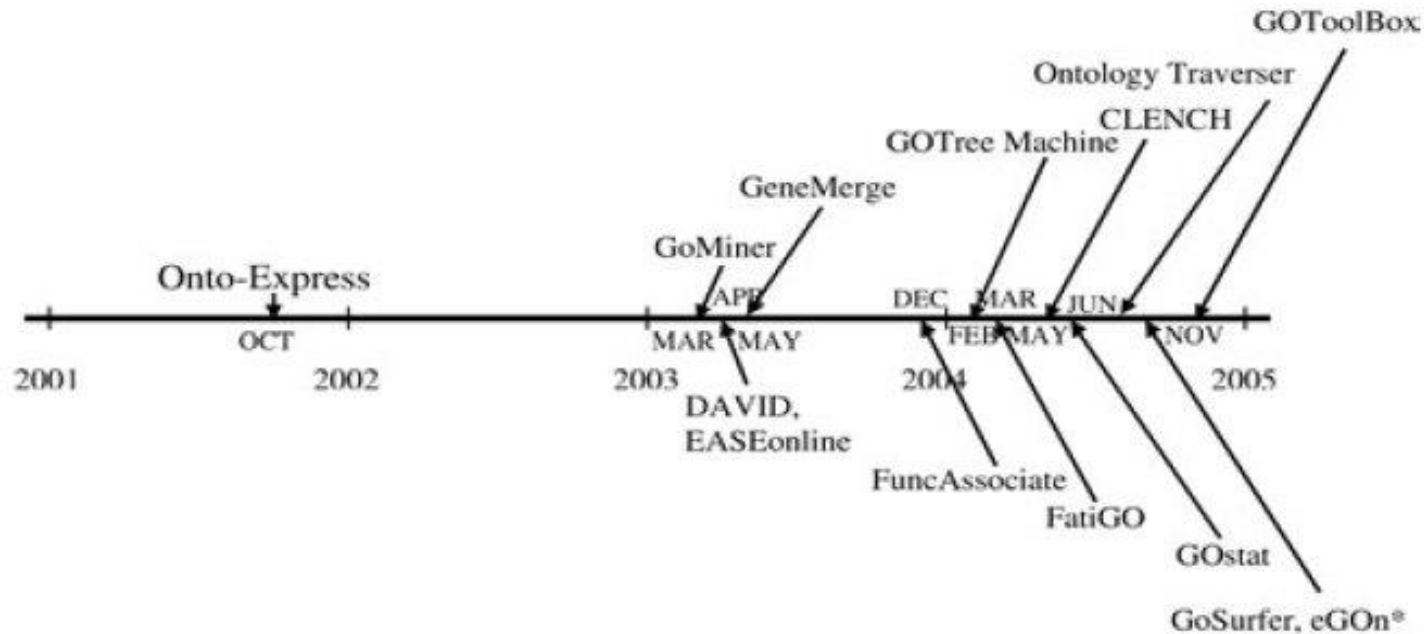 GOToolBox
Ontology Traverser
CLENCH
GOTree Machine
GeneMerge
GoMiner
Onto-Express
APR DEC MAR JUN
OCT MAR MAY FEB MAY NOV
2001 2002 2003 2004 2005
DAVID,
EASEonline
FuncAssociate
FatiGO
GOstat
GoSurfer, eGOn*